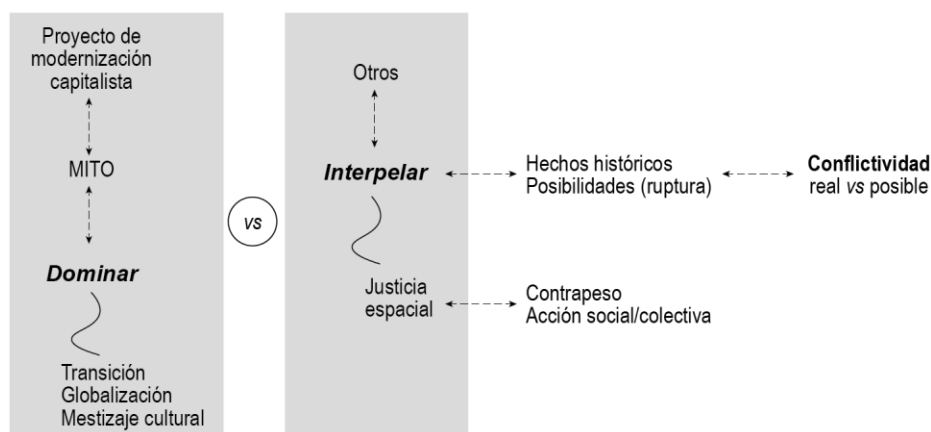 Proyecto de
modernización
capitalista
MITO
Dominar
Transición
Globalización
Mestizaje cultural
vs
Otros
Interpelar
Justicia
espacial
Hechos históricos
Posibilidades (ruptura)
Contrapeso
Acción social/colectiva
Conflictividad
real vs posible